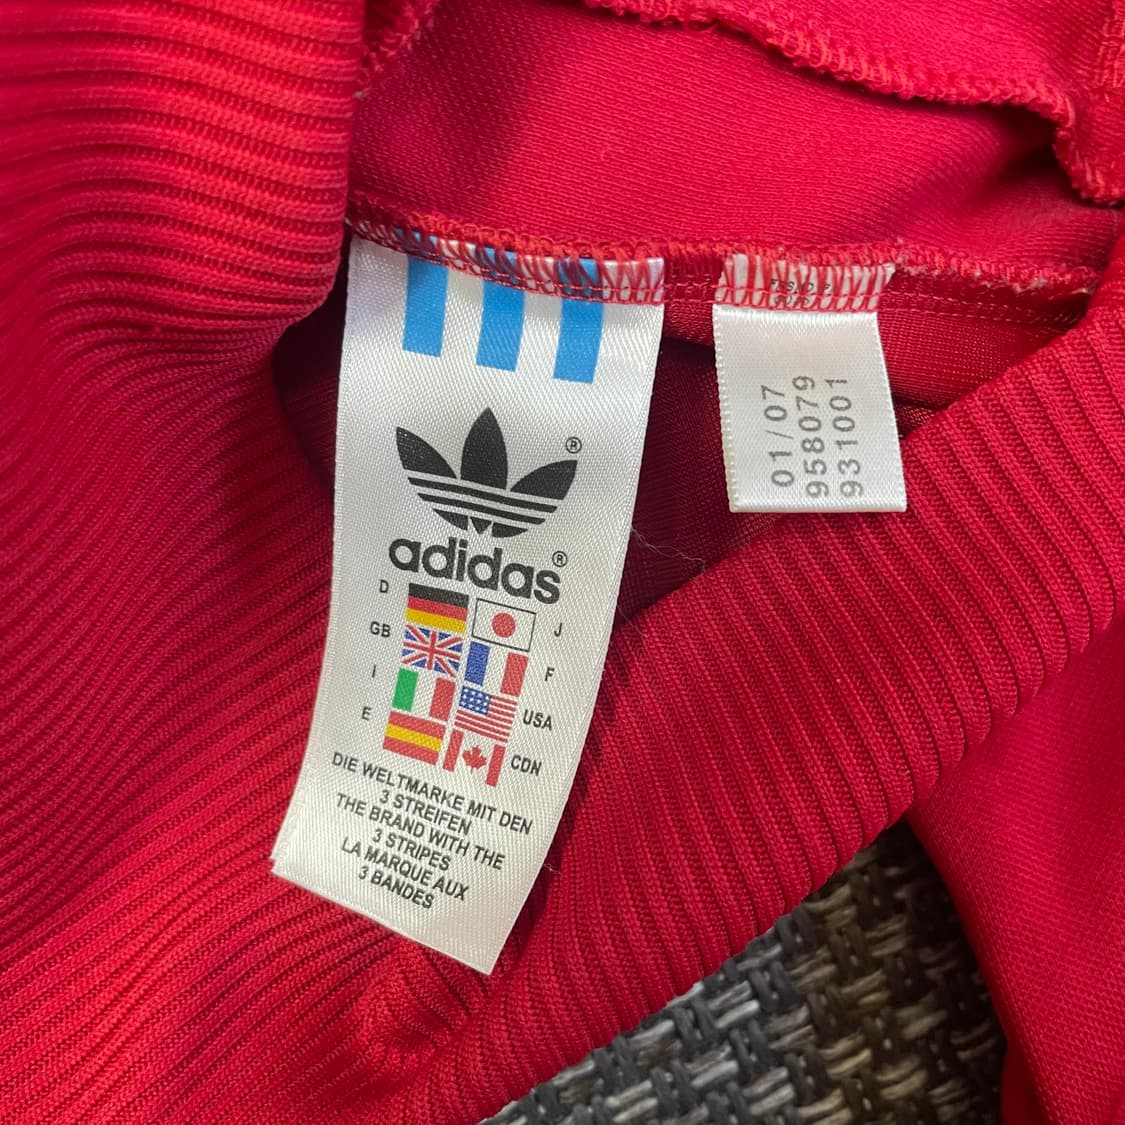 ®
adidas®
D
J
GB
F
I
USA
E
CDN
DIE WELTMARKE MIT DEN
3 STREIFEN
THE BRAND WITH THE
3 STRIPES
LA MARQUE AUX
3 BANDES
01/07
958079
931001